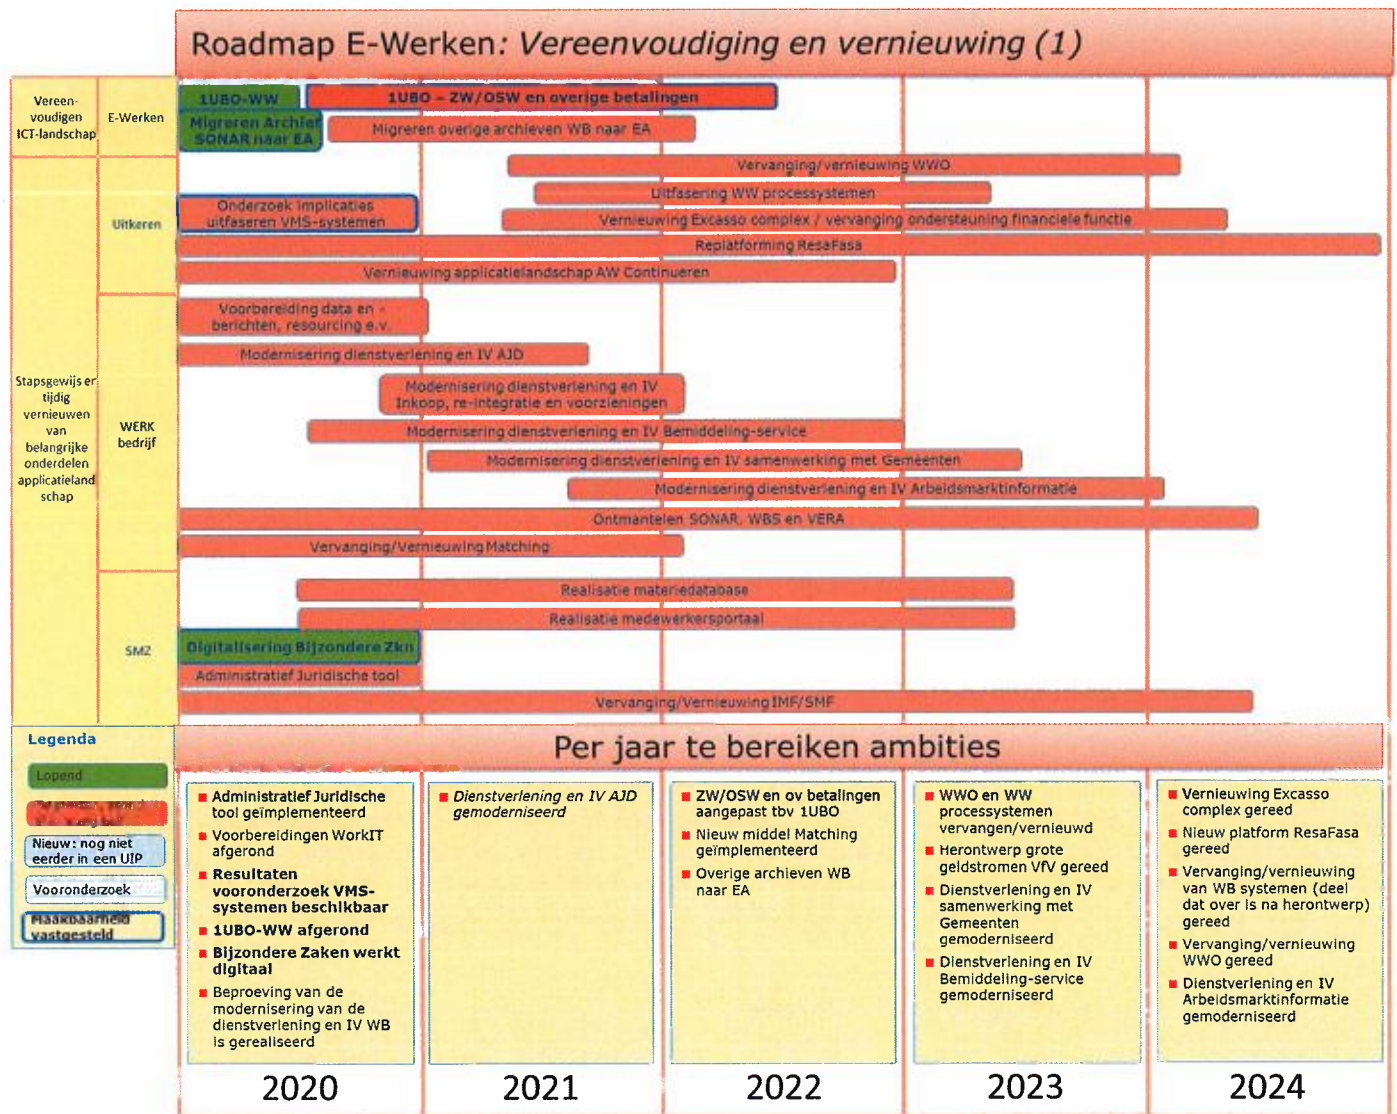 Roadmap E-Werken: Vereenvoudiging en vernieuwing (1)
Vereen-
voudigen
ICT-landschap
E-Werken
1UBO-WW
1UBO – ZW/OSW en overige betalingen
Migreren Archief
SONAR naar EA
Migreren overige archieven WB naar EA
Stapsgewijs en
tijdig
vernieuwen
van
belangrijke
onderdelen
applicatieland
schap
Uitkeren
Vervanging/vernieuwing WWO
Uitfasering WW processystemen
Onderzoek implicaties
uitfaseren VMS-systemen
Vernieuwing Excasso complex / vervanging ondersteuning financiele functie
Replatforming ResaFasa
Vernieuwing applicatielandschap AW Continueren
WERK
bedrijf
Voorbereiding data en -
berichten, resourcing e.v.
Modernisering dienstverlening en IV AJD
Modernisering dienstverlening en IV
Inkoop, re-integratie en voorzieningen
Modernisering dienstverlening en IV Bemiddeling-service
Modernisering dienstverlening en IV samenwerking met Gemeenten
Modernisering dienstverlening en IV Arbeidsmarktinformatie
Ontmantelen SONAR, WBS en VERA
Vervanging/Vernieuwing Matching
SMZ
Realisatie materiedatabase
Realisatie medewerkersportaal
Digitalisering Bijzondere Zkn
Administratief Juridische tool
Vervanging/Vernieuwing IMF/SMF
Legenda
Lopend
Nieuw: nog niet
eerder in een UIP
Vooronderzoek
Maakbaarheid
vastgesteld
Per jaar te bereiken ambities
Administratief Juridische
tool geïmplementeerd
Voorbereidingen WorkIT
afgerond
Resultaten
vooronderzoek VMS-
systemen beschikbaar
1UBO-WW afgerond
Bijzondere Zaken werkt
digitaal
Beproeving van de
modernisering van de
dienstverlening en IV WB
is gerealiseerd
2020
Dienstverlening en IV AJD
gemoderniseerd
2021
ZW/OSW en ov betalingen
aangepast tbv 1UBO
Nieuw middel Matching
geïmplementeerd
Overige archieven WB
naar EA
2022
WWO en WW
processystemen
vervangen/vernieuwd
Herontwerp grote
geldstromen VfV gereed
Dienstverlening en IV
samenwerking met
Gemeenten
gemoderniseerd
Dienstverlening en IV
Bemiddeling-service
gemoderniseerd
2023
Vernieuwing Excasso
complex gereed
Nieuw platform ResaFasa
gereed
Vervanging/vernieuwing
van WB systemen (deel
dat over is na herontwerp)
gereed
Vervanging/vernieuwing
WWO gereed
Dienstverlening en IV
Arbeidsmarktinformatie
gemoderniseerd
2024